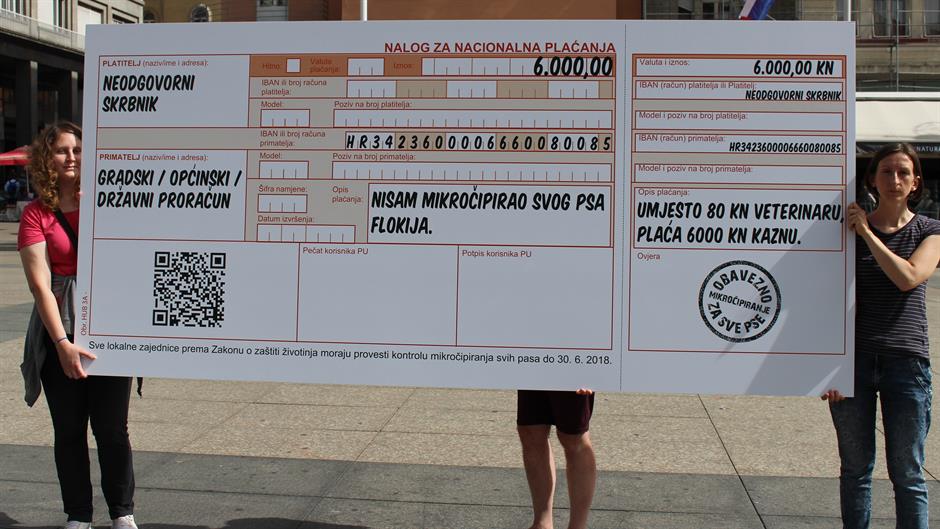 NALOG ZA NACIONALNA PLAĆANJA
PLATITELJ (naziv/ime i adresa):
NEODGOVORNI
SKRBNIK
Hitno:
Valuta
plaćanja:
Iznos:
6.000,00
IBAN ili broj računa
platitelja:
Model:
Poziv na broj platitelja:
IBAN ili broj računa
primatelja:
HR3423600006660080085
PRIMATELJ (naziv/ime i adresa):
GRADSKI / OPĆINSKI /
DRŽAVNI PRORAČUN
Model:
Poziv na broj primatelja:
Šifra namjene:
Opis
plaćanja:
Datum izvršenja:
NISAM MIKROČIPIRAO SVOG PSA
FLOKIJA.
Pečat korisnika PU
Potpis korisnika PU
Obr. HUB 3A -
Valuta i iznos:
6.000,00 KN
IBAN (račun) platitelja ili Platitelj
NEODGOVORNI SKRBNIK
Model i poziv na broj platitelja:
IBAN (račun) primatelja:
HR3423600006660080085
Model i poziv na broj primatelja:
Opis plaćanja:
UMJESTO 80 KN VETERINARU,
PLAĆA 6000 KN KAZNU.
Ovjera
OBAVEZNO
MIKROČIPIRANJE
ZA SVE PSE
Sve lokalne zajednice prema Zakonu o zaštiti životinja moraju provesti kontrolu mikročipiranja svih pasa do 30. 6. 2018.